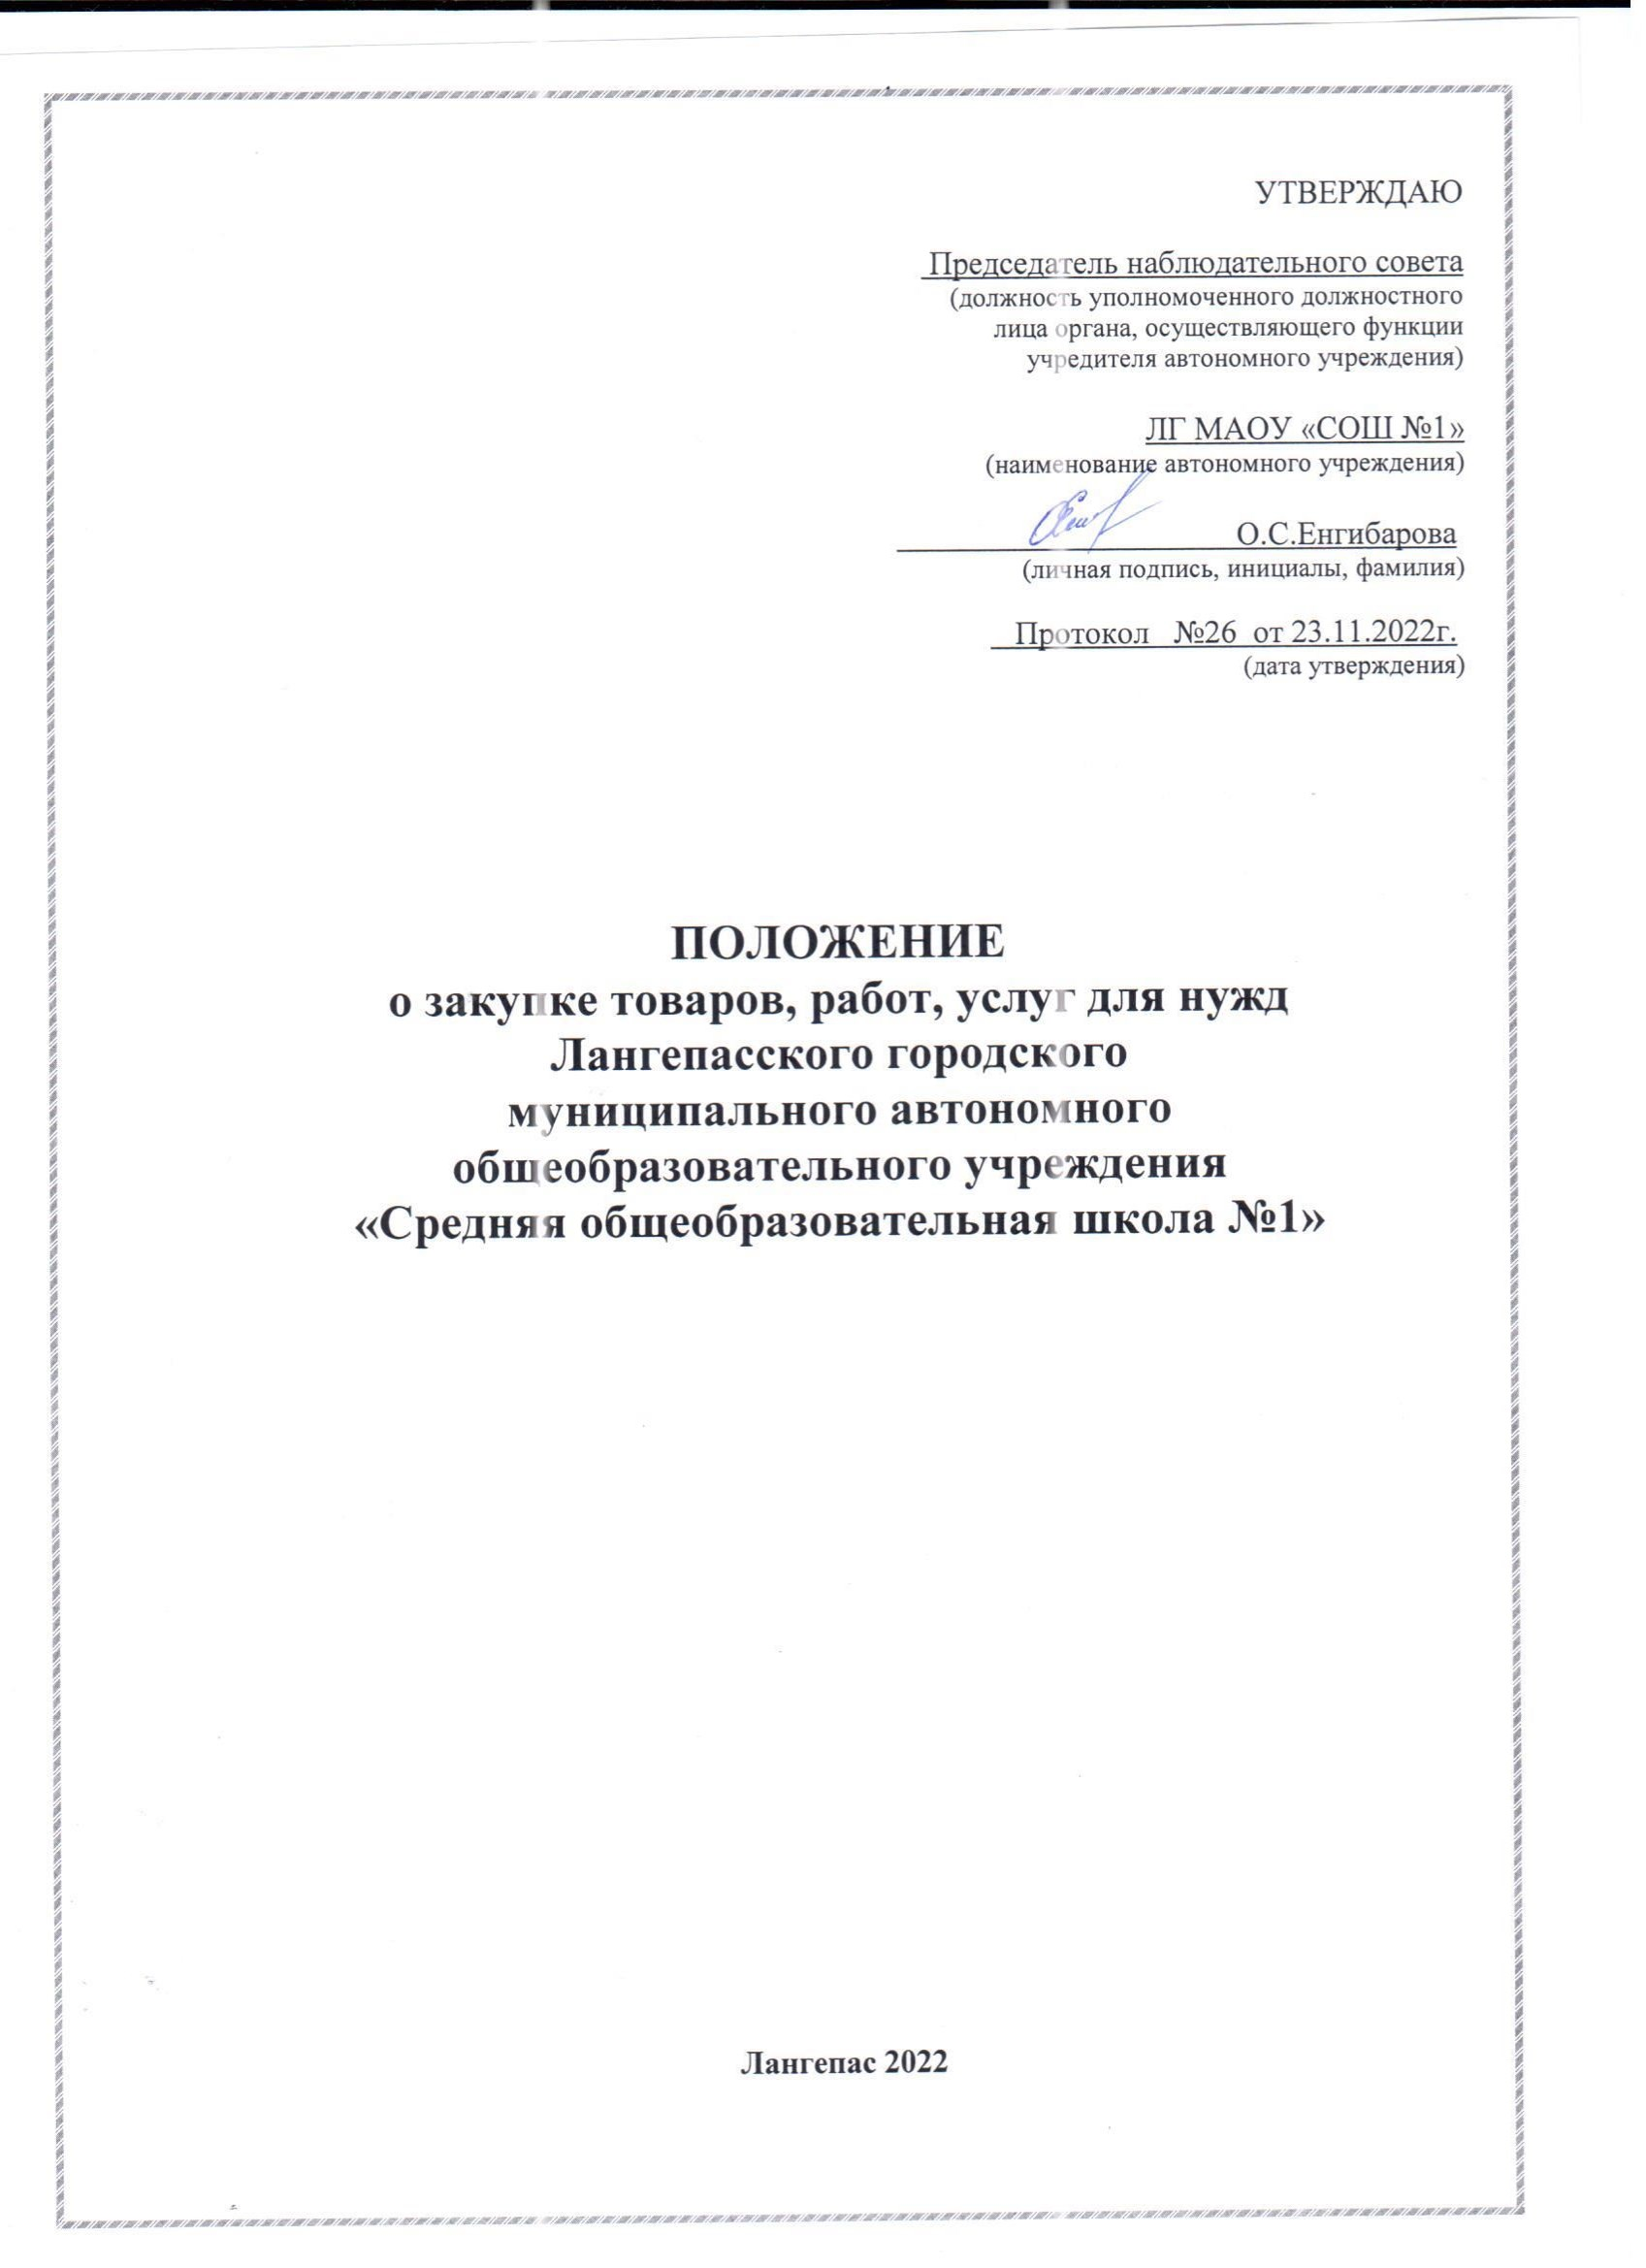 УТВЕРЖДАЮ
Председатель наблюдательного совета
(должность уполномоченного должностного
лица органа, осуществляющего функции
учредителя автономного учреждения)
ЛГ МАОУ «СОШ №1»
(наименование автономного учреждения)
О.С.Енгибарова
(личная подпись, инициалы, фамилия)
Протокол №26 от 23.11.2022г.
(дата утверждения)
ПОЛОЖЕНИЕ
о закупке товаров, работ, услуг для нужд
Лангепасского городского
муниципального автономного
общеобразовательного учреждения
«Средняя общеобразовательная школа №1»
Лангепас 2022